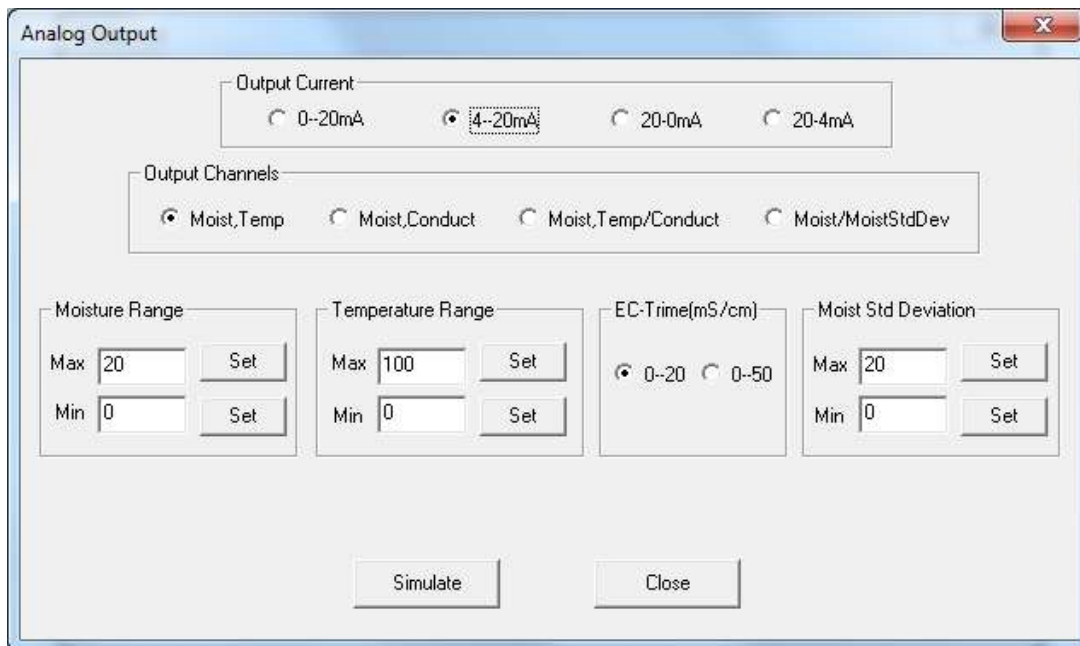 Analog Output
Output Current
0--20mA 4--20mA 20-0mA 20-4mA
Output Channels
Moist,Temp Moist,Conduct Moist,Temp/Conduct Moist/MoistStdDev
Moisture Range
Max 20 Set
Min 0 Set
Temperature Range
Max 100 Set
Min 0 Set
EC-Trime(mS/cm)
0--20 0--50
Moist Std Deviation
Max 20 Set
Min 0 Set
Simulate Close